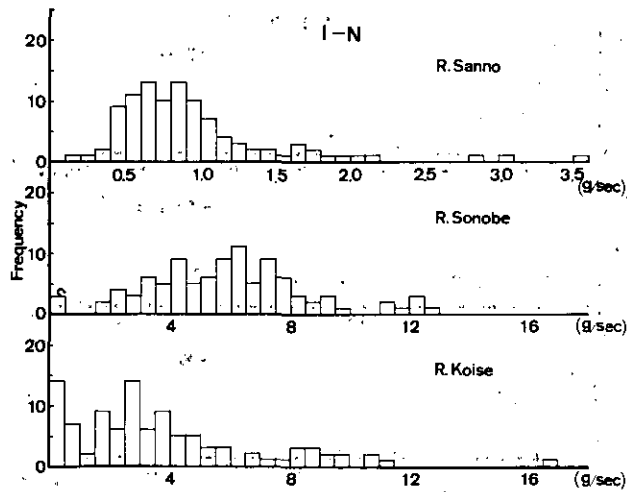 I-N
20
10
0
R. Sanno
0.5 1.0 1.5 2.0 2.5 3.0 3.5 (g/sec)
Frequency
20
10
0
R. Sonobe
4 8 12 16 (g/sec)
20
10
0
R. Koise
4 8 12 16 (g/sec)